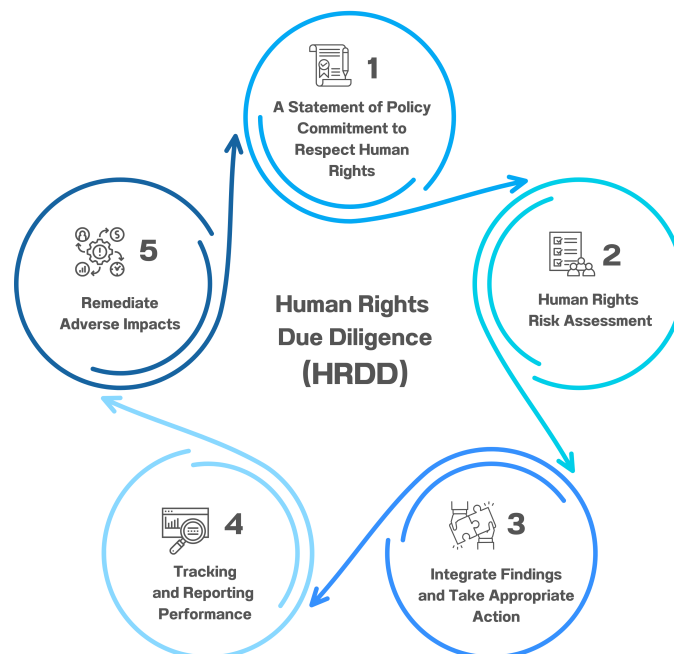 1
A Statement of Policy
Commitment to
Respect Human
Rights
2
Human Rights
Risk Assessment
3
Integrate Findings
and Take Appropriate
Action
4
Tracking
and Reporting
Performance
5
Remediate
Adverse Impacts
Human Rights
Due Diligence
(HRDD)